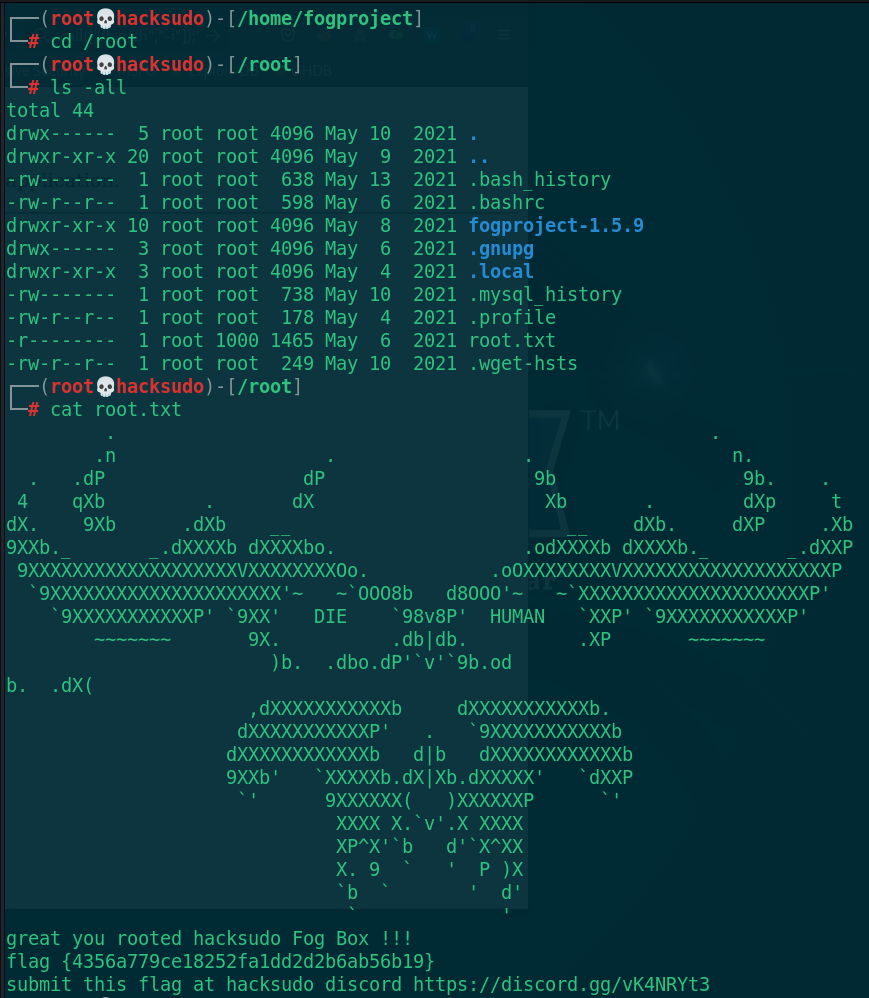 ┌──(root💀hacksudo)-[/home/fogproject]
└─# cd /root
┌──(root💀hacksudo)-[/root]
└─# ls -all
total 44
drwx------  5 root root 4096 May 10  2021 .
drwxr-xr-x 20 root root 4096 May  9  2021 ..
-rw-------  1 root root  638 May 13  2021 .bash_history
-rw-r--r--  1 root root  598 May  6  2021 .bashrc
drwxr-xr-x 10 root root 4096 May  8  2021 fogproject-1.5.9
drwx------  3 root root 4096 May  6  2021 .gnupg
drwxr-xr-x  3 root root 4096 May  4  2021 .local
-rw-------  1 root root  738 May 10  2021 .mysql_history
-rw-r--r--  1 root root  178 May  4  2021 .profile
-r--------  1 root 1000 1465 May  6  2021 root.txt
-rw-r--r--  1 root root  249 May 10  2021 .wget-hsts
┌──(root💀hacksudo)-[/root]
└─# cat root.txt
         .                                                      .
        .n                   .                 .                  n.
  .   .dP                  dP                   9b                 9b.    .
 4    qXb         .       dX                     Xb       .        dXp     t
dX.    9Xb      .dXb    __                         __    dXb.     dXP     .Xb
9XXb._       _.dXXXXb dXXXXbo.                 .odXXXXb dXXXXb._       _.dXXP
 9XXXXXXXXXXXXXXXXXXXVXXXXXXXXOo.           .oOXXXXXXXXVXXXXXXXXXXXXXXXXXXXP
  `9XXXXXXXXXXXXXXXXXXXXX'~   ~`OOO8b   d8OOO'~   ~`XXXXXXXXXXXXXXXXXXXXXP'
    `9XXXXXXXXXXXP' `9XX'   DIE    `98v8P'  HUMAN   `XXP' `9XXXXXXXXXXXP'
        ~~~~~~~       9X.          .db|db.          .XP       ~~~~~~~
                        )b.  .dbo.dP'`v'`9b.od
b.  .dX(
                      ,dXXXXXXXXXXXb     dXXXXXXXXXXXb.
                     dXXXXXXXXXXXP'   .   `9XXXXXXXXXXXb
                    dXXXXXXXXXXXXb   d|b   dXXXXXXXXXXXXb
                    9XXb'   `XXXXXb.dX|Xb.dXXXXX'   `dXXP
                     `'      9XXXXXX(   )XXXXXXP      `'
                              XXXX X.`v'.X XXXX
                              XP^X'`b   d'`X^XX
                              X. 9  `   '  P )X
                              `b  `       '  d'
                               `             '
great you rooted hacksudo Fog Box !!!
flag {4356a779ce18252fa1dd2d2b6ab56b19}
submit this flag at hacksudo discord https://discord.gg/vK4NRYt3